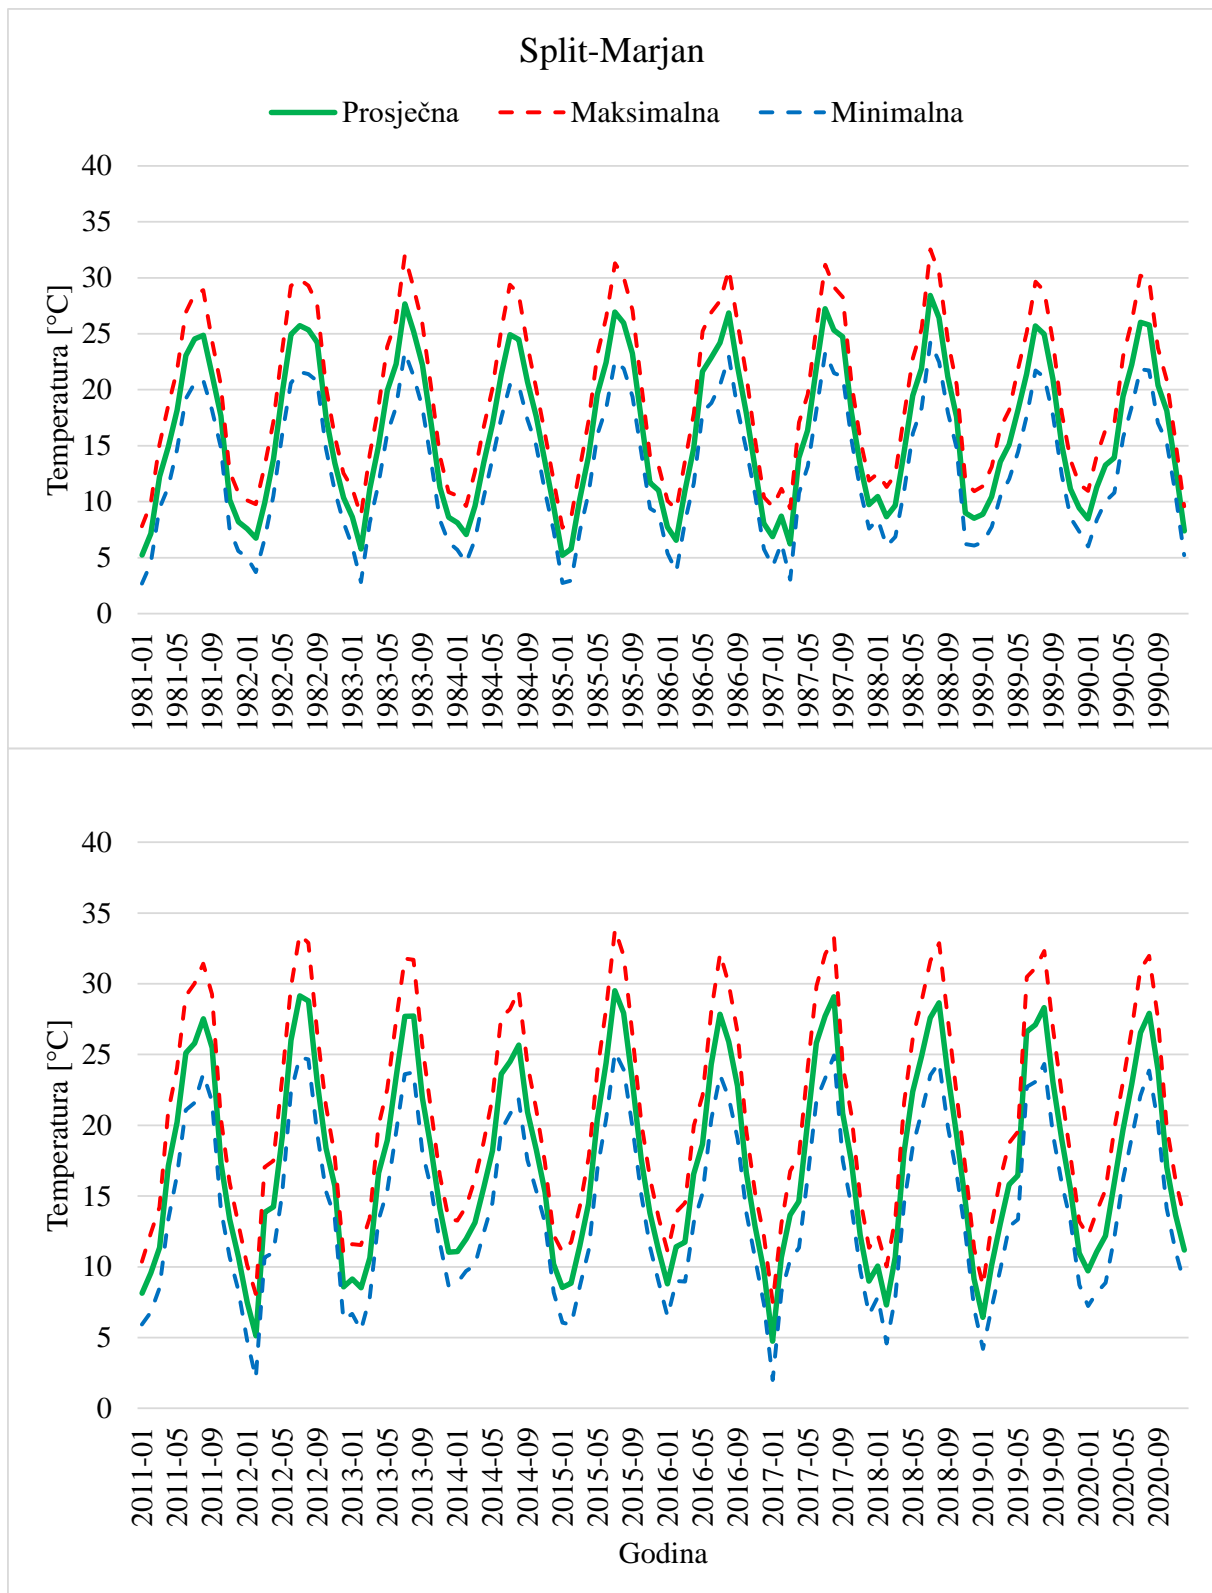 Split-Marjan
Prosječna Maksimalna Minimalna
40
35
30
25
20
15
10
5
0
Temperatura [°C]
1981-01 1981-05 1981-09 1982-01 1982-05 1982-09 1983-01 1983-05 1983-09 1984-01 1984-05 1984-09 1985-01 1985-05 1985-09 1986-01 1986-05 1986-09 1987-01 1987-05 1987-09 1988-01 1988-05 1988-09 1989-01 1989-05 1989-09 1990-01 1990-05 1990-09
40
35
30
25
20
15
10
5
0
Temperatura [°C]
2011-01 2011-05 2011-09 2012-01 2012-05 2012-09 2013-01 2013-05 2013-09 2014-01 2014-05 2014-09 2015-01 2015-05 2015-09 2016-01 2016-05 2016-09 2017-01 2017-05 2017-09 2018-01 2018-05 2018-09 2019-01 2019-05 2019-09 2020-01 2020-05 2020-09
Godina